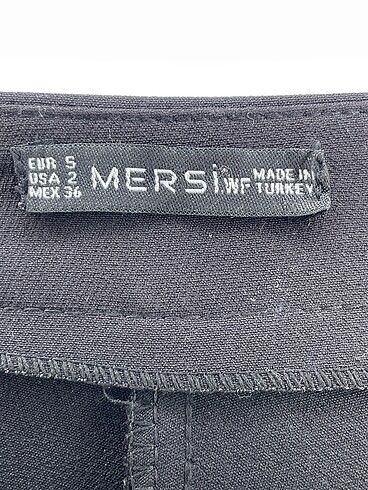 EUR S
USA 2
MEX 36
MERSİ WF
MADE IN
TURKEY